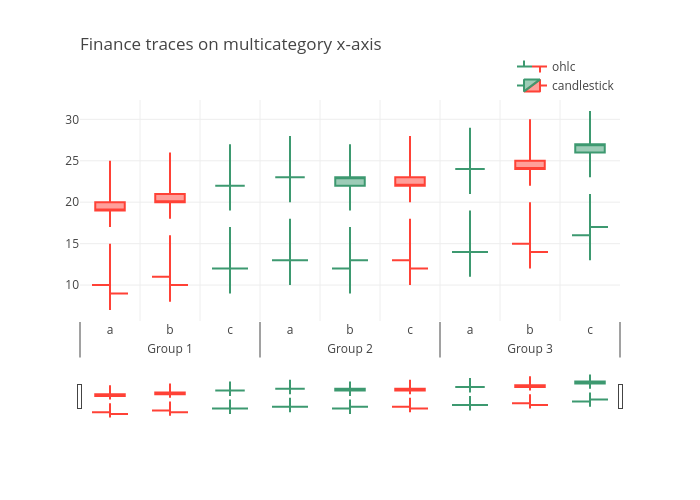 Finance traces on multicategory x-axis
ohlc
candlestick
30
25
20
15
10
a b c a b c a b c
Group 1 Group 2 Group 3